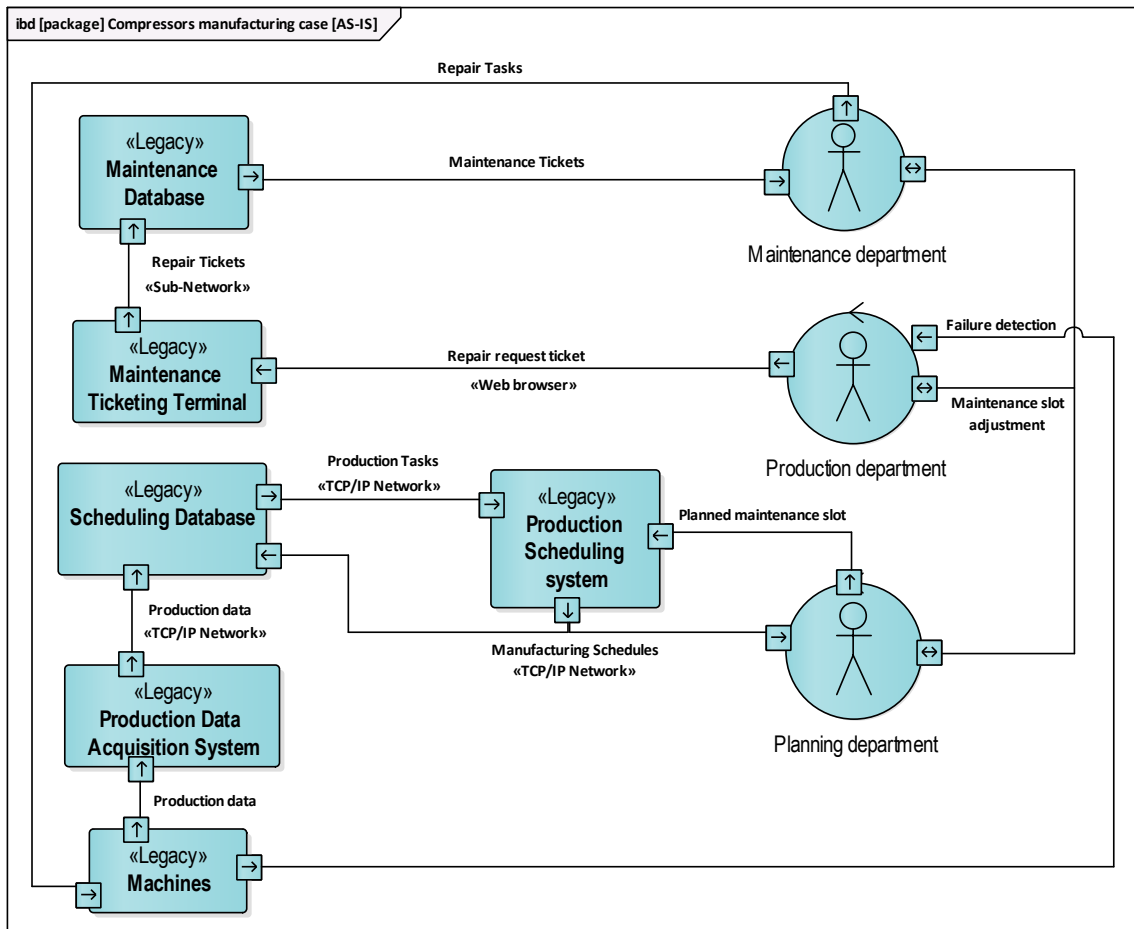 ibd [package] Compressors manufacturing case [AS-IS]
Repair Tasks
«Legacy»
Maintenance
Database
Maintenance Tickets
Maintenance department
Repair Tickets
«Sub-Network»
«Legacy»
Maintenance
Ticketing Terminal
Repair request ticket
«Web browser»
Failure detection
Maintenance slot
adjustment
Production department
«Legacy»
Scheduling Database
Production Tasks
«TCP/IP Network»
«Legacy»
Production
Scheduling
system
Planned maintenance slot
Production data
«TCP/IP Network»
Manufacturing Schedules
«TCP/IP Network»
Planning department
«Legacy»
Production Data
Acquisition System
Production data
«Legacy»
Machines